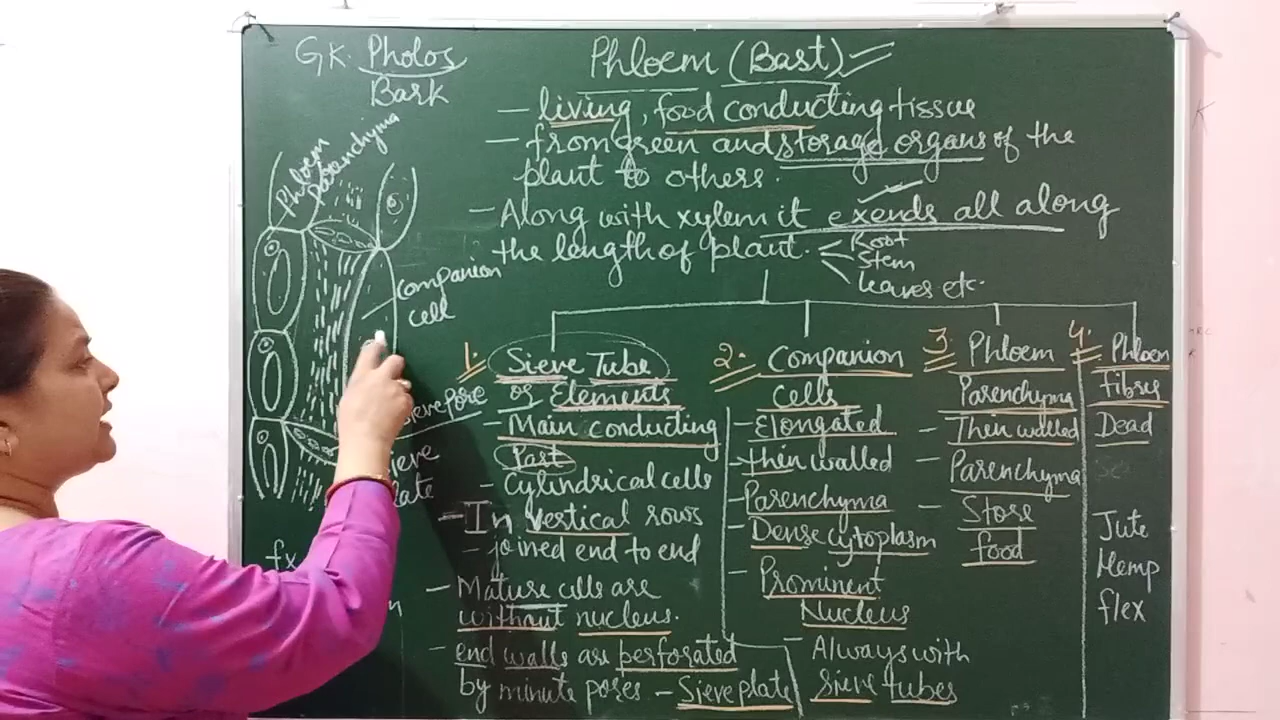 GK. Pholos
Bark
Phloem
Parenchyma
Companion
cell
Sieve Pore
fx
Phloem (Bast)
- living, food conducting tissue
- from green and storage organs of the
plant to others.
- Along with xylem it exends all along
the length of plant.
Root
Stem
Leaves etc.
1. Sieve Tube
or Elements
- Main conducting
Part
- Cylindrical cells
- In vertical rows
- joined end to end
- Mature cells are
without nucleus.
- end walls are perforated
by minute pores - Sieve plate
2. Companion
Cells
- Elongated
- thin walled
- Parenchyma
- Dense cytoplasm
- Prominent
Nucleus
- Always with
Sieve tubes
3. Phloem
Parenchyma
- Thin walled
- Parenchyma
- Store
food
4. Phloem
fibres
Dead
Jute
Hemp
flex